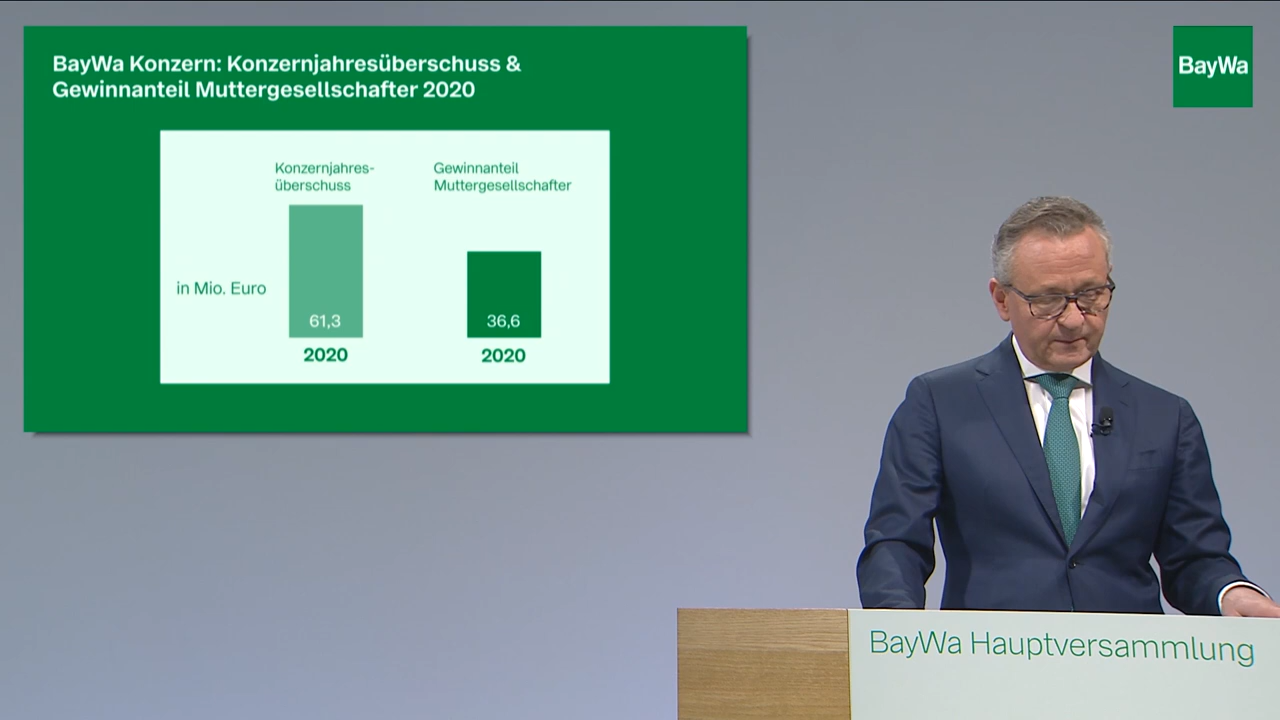 BayWa Konzern: Konzernjahresüberschuss &
Gewinnanteil Muttergesellschafter 2020
BayWa
Konzernjahres-
überschuss
Gewinnanteil
Muttergesellschafter
in Mio. Euro
61,3
36,6
2020
2020
BayWa Hauptversammlung